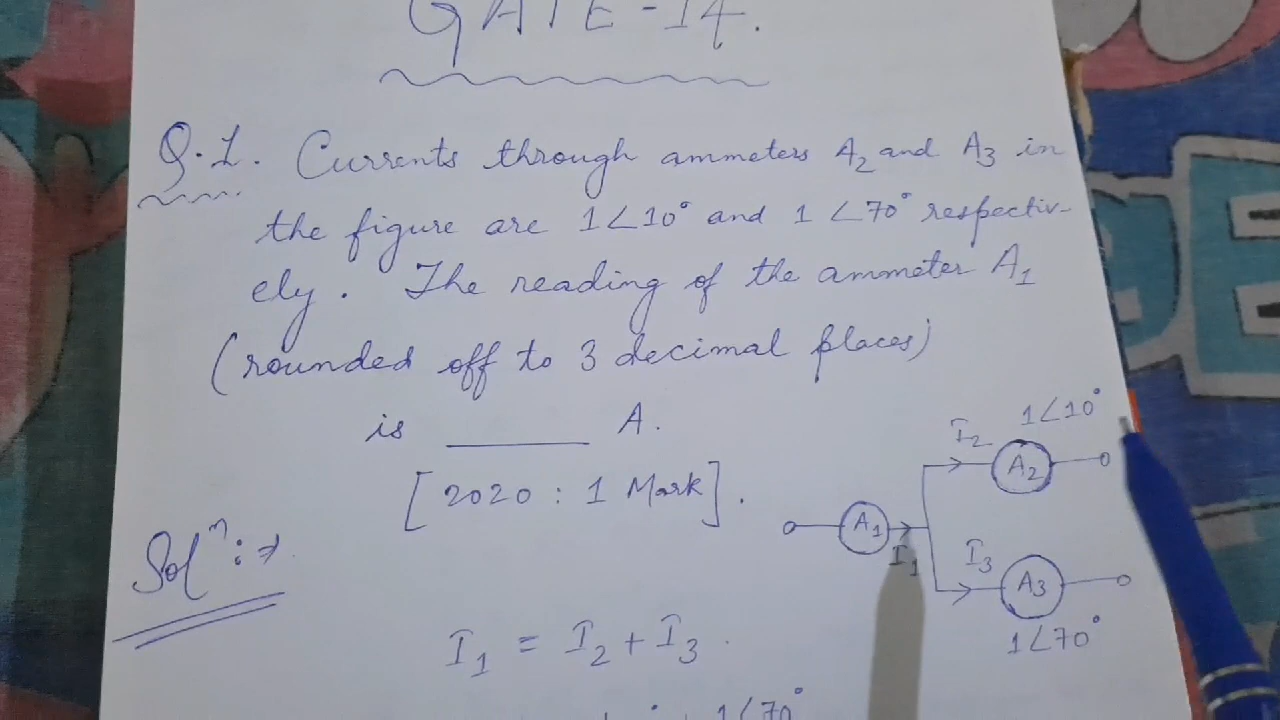 GATE-14.
Q.1. Currents through ammeters A₂ and A₃ in
the figure are 1∠10° and 1∠70° respectiv-
ely. The reading of the ammeter A₁
(rounded off to 3 decimal places)
is ______ A.
[2020 : 1 Mark].
Solⁿ :→
1∠10°
I₂
A₂
A₁
I₁
I₃
A₃
1∠70°
I₁ = I₂ + I₃.
+ 1∠70°